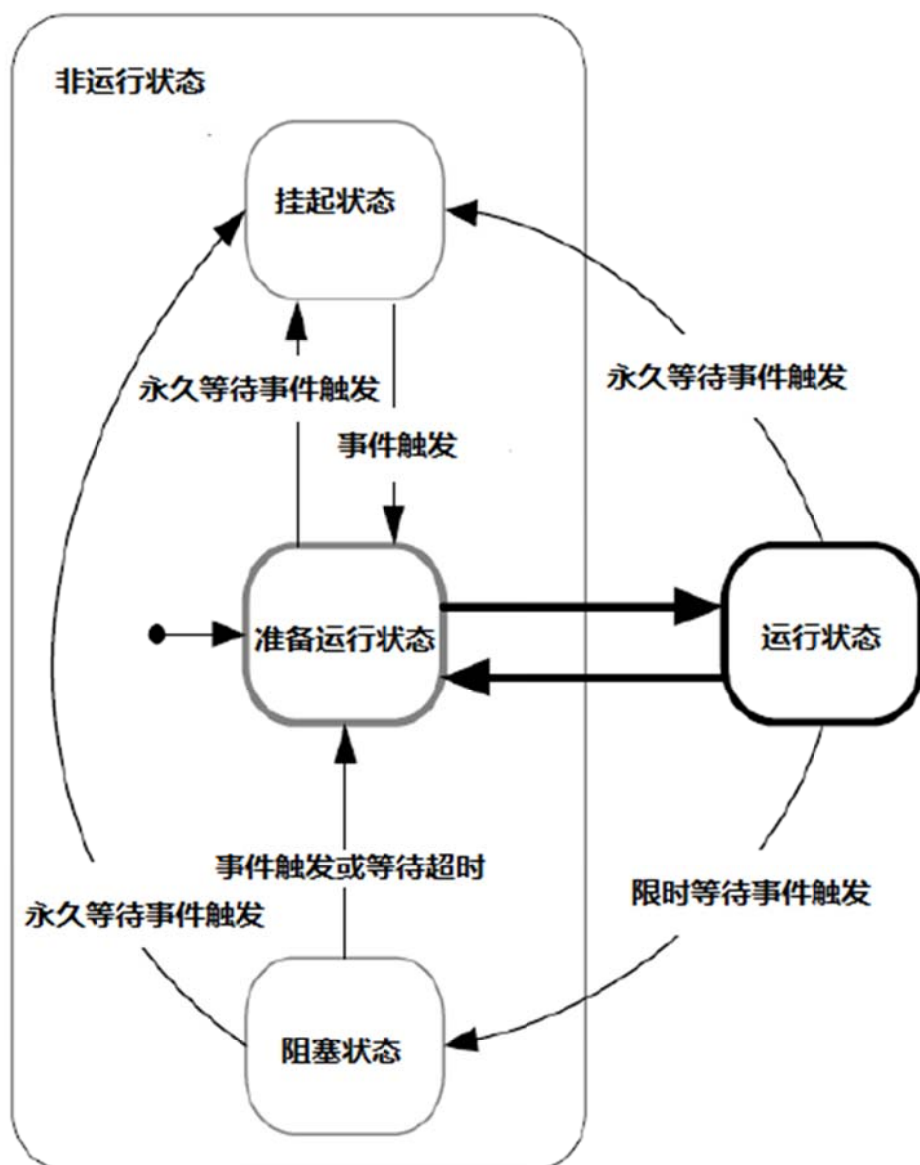 非运行状态
挂起状态
永久等待事件触发
永久等待事件触发
事件触发
准备运行状态
运行状态
事件触发或等待超时
限时等待事件触发
永久等待事件触发
阻塞状态